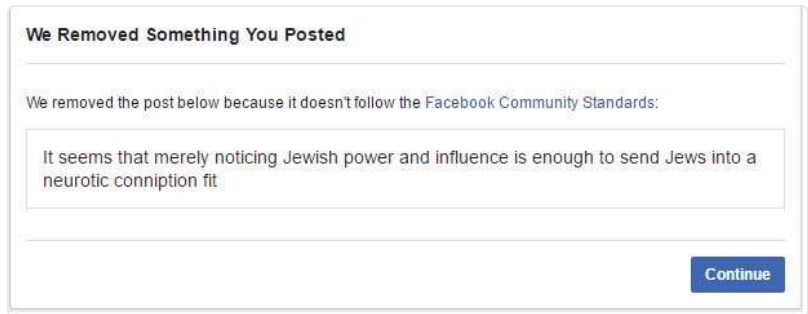 We Removed Something You Posted
We removed the post below because it doesn't follow the Facebook Community Standards:
It seems that merely noticing Jewish power and influence is enough to send Jews into a
neurotic conniption fit
Continue